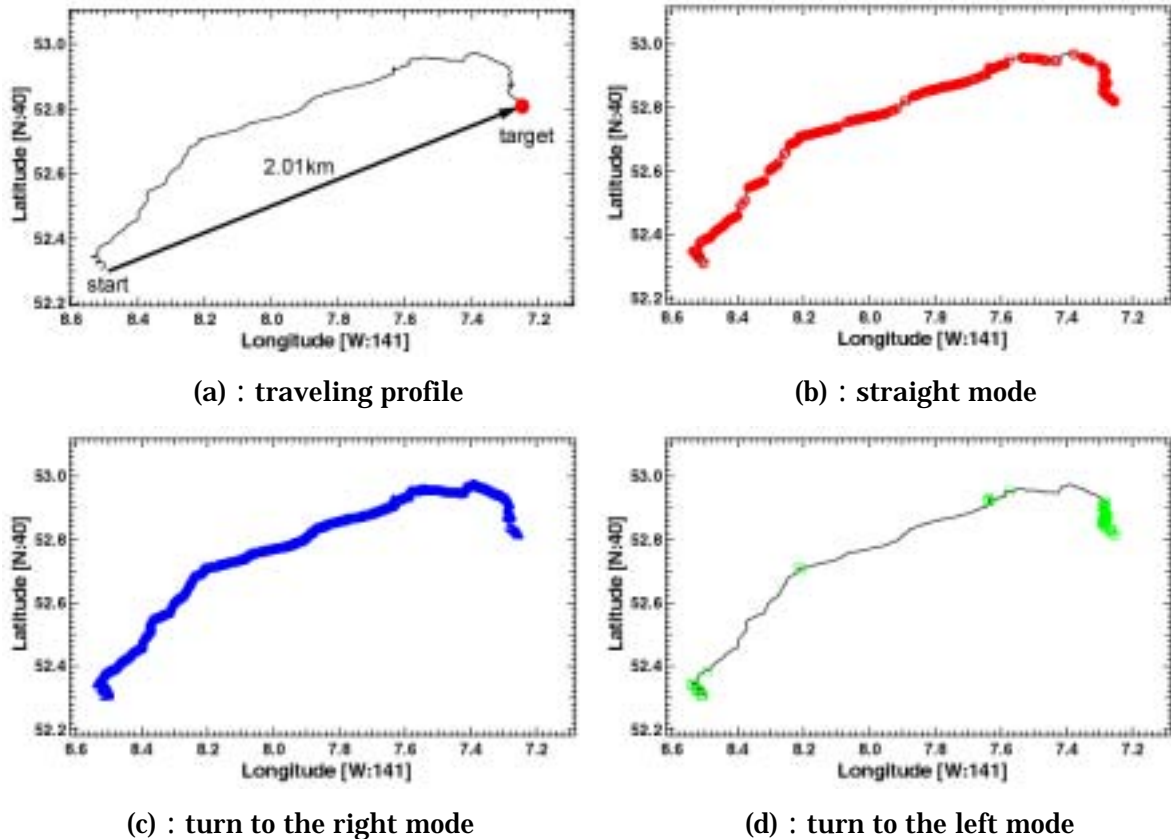 53.0
52.8
52.6
52.4
52.2
Latitude [N:40]
2.01km
target
start
8.6 8.4 8.2 8.0 7.8 7.6 7.4 7.2
Longitude [W:141]
(a) : traveling profile
53.0
52.8
52.6
52.4
52.2
Latitude [N:40]
8.6 8.4 8.2 8.0 7.8 7.6 7.4 7.2
Longitude [W:141]
(b) : straight mode
53.0
52.8
52.6
52.4
52.2
Latitude [N:40]
8.6 8.4 8.2 8.0 7.8 7.6 7.4 7.2
Longitude [W:141]
(c) : turn to the right mode
53.0
52.8
52.6
52.4
52.2
Latitude [N:40]
8.6 8.4 8.2 8.0 7.8 7.6 7.4 7.2
Longitude [W:141]
(d) : turn to the left mode